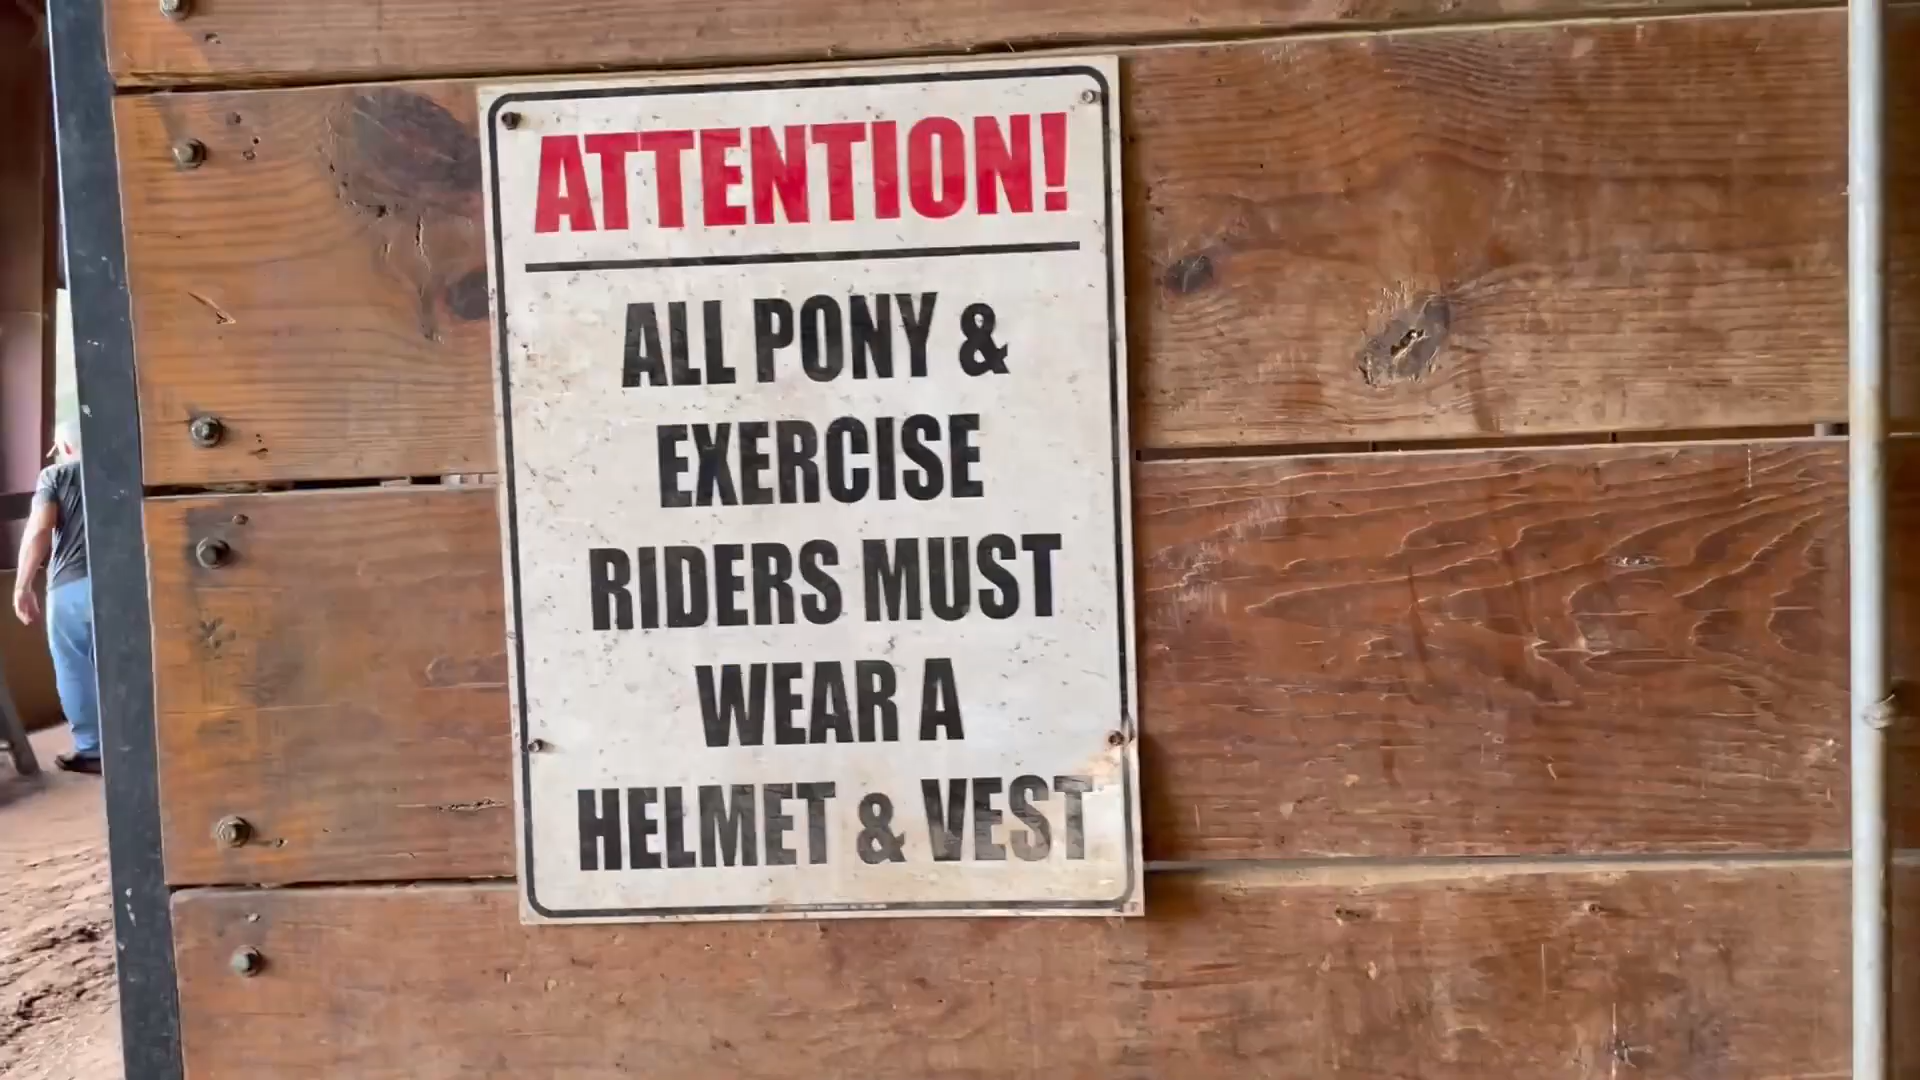 ATTENTION!
ALL PONY &
EXERCISE
RIDERS MUST
WEAR A
HELMET & VEST